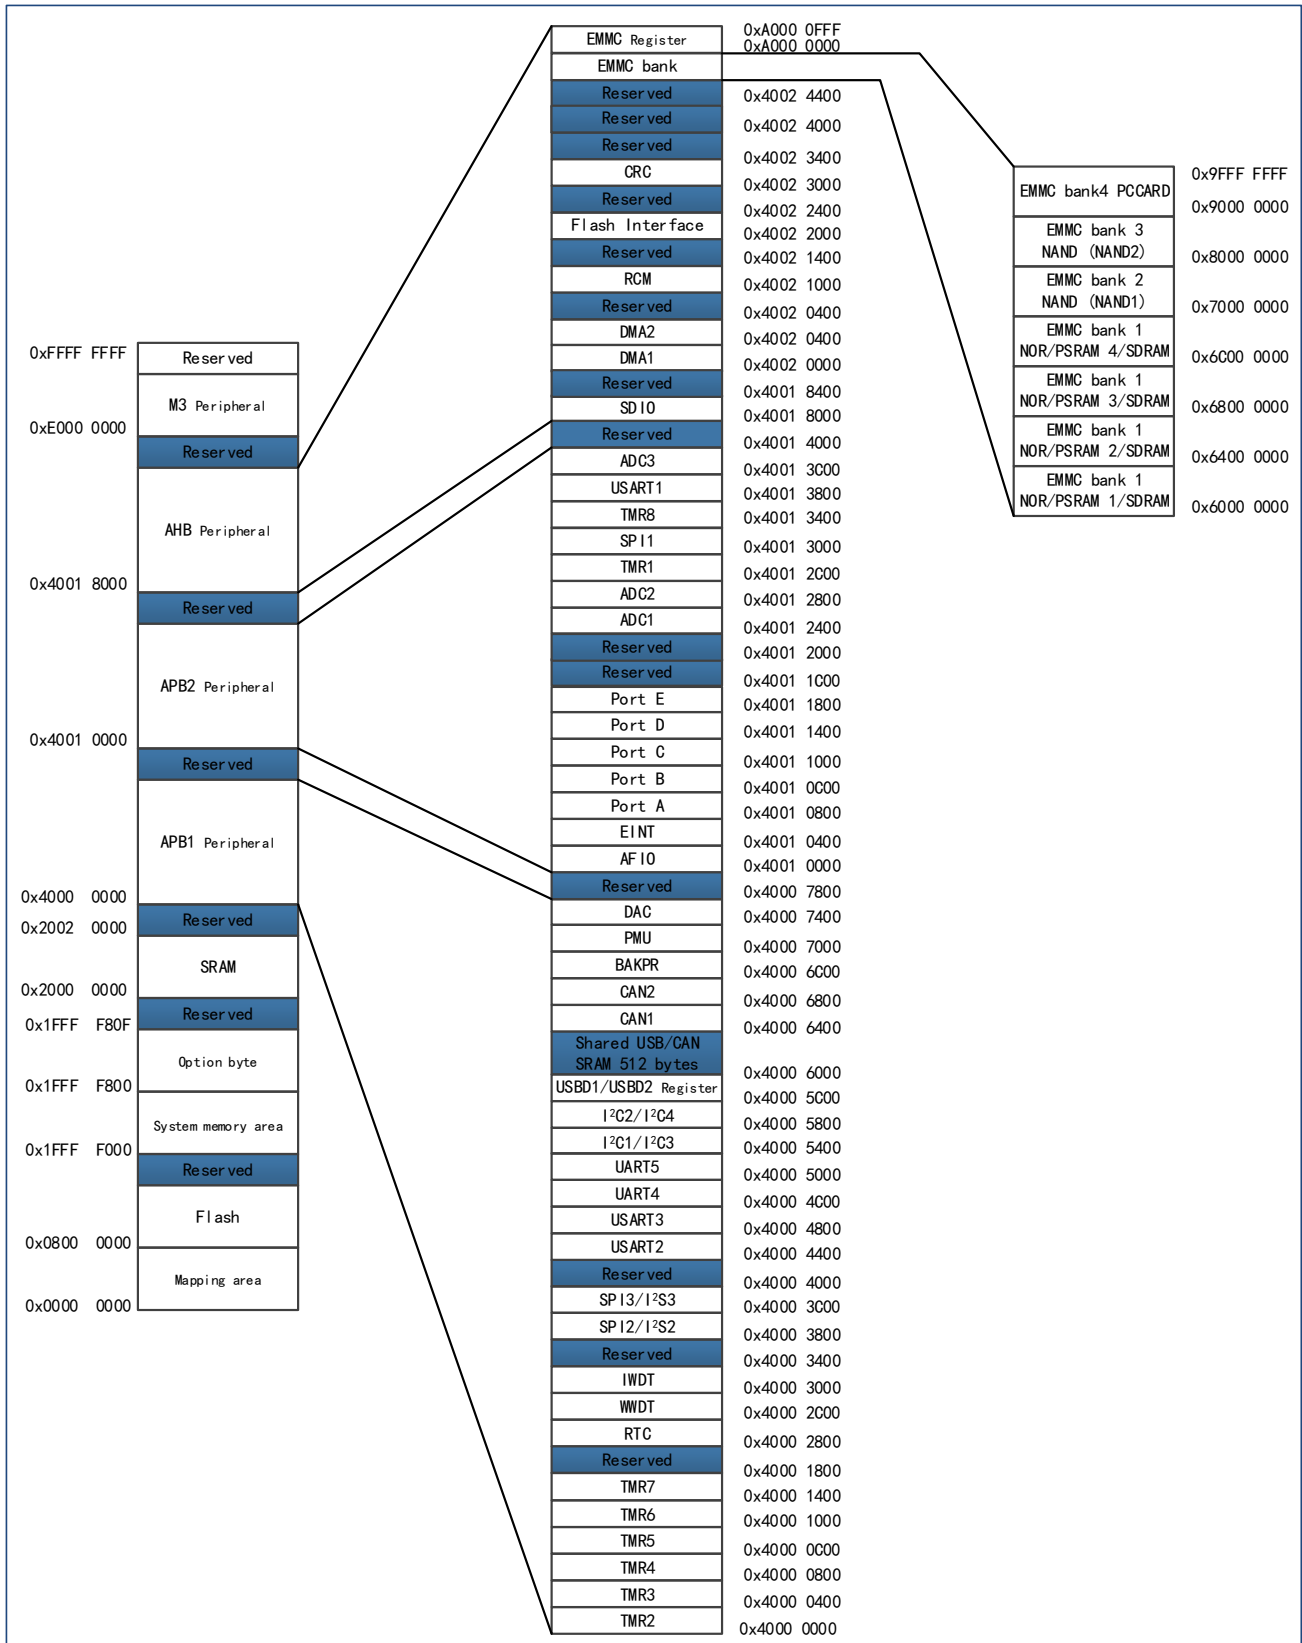 0xFFFF FFFF
Reserved
M3 Peripheral
0xE000 0000
Reserved
AHB Peripheral
0x4001 8000
Reserved
APB2 Peripheral
0x4001 0000
Reserved
APB1 Peripheral
0x4000 0000
Reserved
0x2002 0000
SRAM
0x2000 0000
Reserved
0x1FFF F80F
Option byte
0x1FFF F800
System memory area
0x1FFF F000
Reserved
Flash
0x0800 0000
Mapping area
0x0000 0000
0xA000 0FFF
EMMC Register
0xA000 0000
EMMC bank
Reserved
0x4002 4400
Reserved
0x4002 4000
Reserved
0x4002 3400
CRC
0x4002 3000
Reserved
0x4002 2400
Flash Interface
0x4002 2000
Reserved
0x4002 1400
RCM
0x4002 1000
Reserved
0x4002 0400
DMA2
0x4002 0400
DMA1
0x4002 0000
Reserved
0x4001 8400
SDIO
0x4001 8000
Reserved
0x4001 4000
ADC3
0x4001 3C00
USART1
0x4001 3800
TMR8
0x4001 3400
SPI1
0x4001 3000
TMR1
0x4001 2C00
ADC2
0x4001 2800
ADC1
0x4001 2400
Reserved
0x4001 2000
Reserved
0x4001 1C00
Port E
0x4001 1800
Port D
0x4001 1400
Port C
0x4001 1000
Port B
0x4001 0C00
Port A
0x4001 0800
EINT
0x4001 0400
AFIO
0x4001 0000
Reserved
0x4000 7800
DAC
0x4000 7400
PMU
0x4000 7000
BAKPR
0x4000 6C00
CAN2
0x4000 6800
CAN1
0x4000 6400
Shared USB/CAN
SRAM 512 bytes
0x4000 6000
USBD1/USBD2 Register
0x4000 5C00
I²C2/I²C4
0x4000 5800
I²C1/I²C3
0x4000 5400
UART5
0x4000 5000
UART4
0x4000 4C00
USART3
0x4000 4800
USART2
0x4000 4400
Reserved
0x4000 4000
SPI3/I²S3
0x4000 3C00
SPI2/I²S2
0x4000 3800
Reserved
0x4000 3400
IWDT
0x4000 3000
WWDT
0x4000 2C00
RTC
0x4000 2800
Reserved
0x4000 1800
TMR7
0x4000 1400
TMR6
0x4000 1000
TMR5
0x4000 0C00
TMR4
0x4000 0800
TMR3
0x4000 0400
TMR2
0x4000 0000
0x9FFF FFFF
EMMC bank4 PCCARD
0x9000 0000
EMMC bank 3
NAND (NAND2)
0x8000 0000
EMMC bank 2
NAND (NAND1)
0x7000 0000
EMMC bank 1
NOR/PSRAM 4/SDRAM
0x6C00 0000
EMMC bank 1
NOR/PSRAM 3/SDRAM
0x6800 0000
EMMC bank 1
NOR/PSRAM 2/SDRAM
0x6400 0000
EMMC bank 1
NOR/PSRAM 1/SDRAM
0x6000 0000